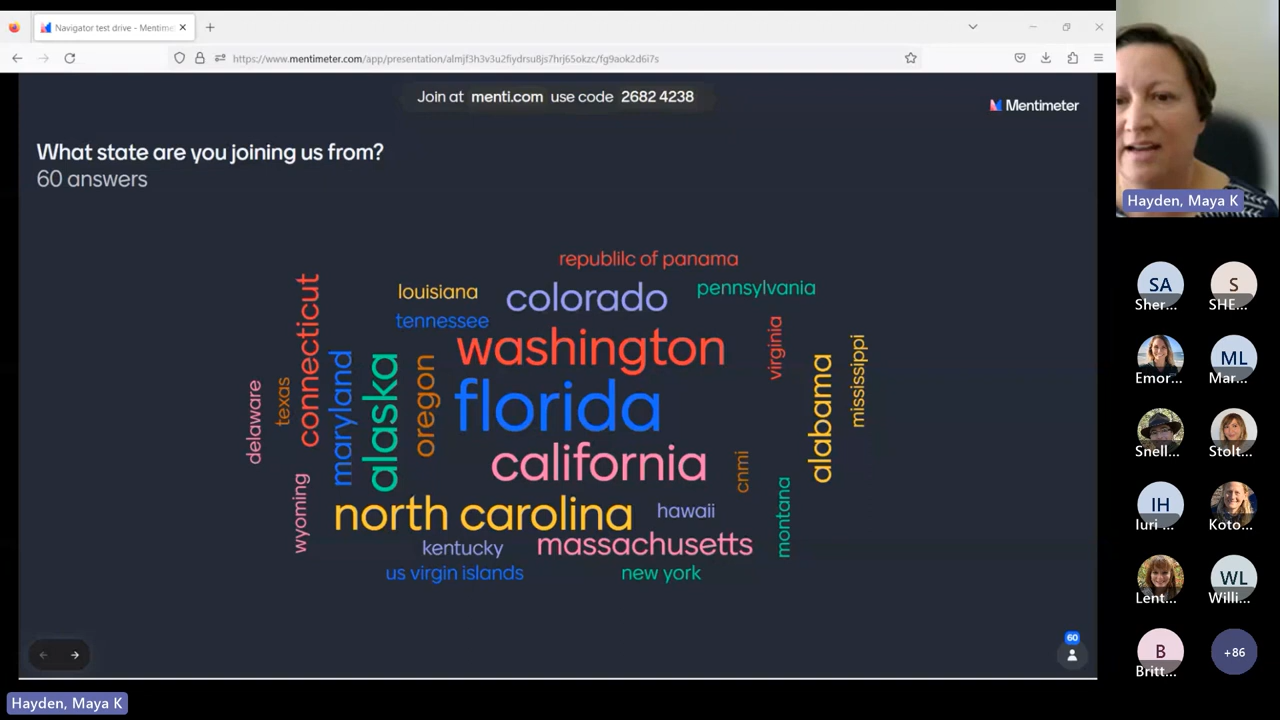 Navigator test drive - Mentime
https://www.mentimeter.com/app/presentation/almjf3h3v3u2fiydrsu8js7hrj65okzc/fg9aok2d6i7s
Join at menti.com use code 2682 4238
Mentimeter
What state are you joining us from?
60 answers
republilc of panama
louisiana
colorado
pennsylvania
tennessee
connecticut
washington
virginia
mississippi
delaware
texas
maryland
alaska
oregon
florida
alabama
california
cnmi
wyoming
north carolina
hawaii
montana
kentucky
massachusetts
us virgin islands
new york
60
Hayden, Maya K
Hayden, Maya K
SA
Sher...
S
SHE...
Emor...
ML
Mar...
Snell...
Stolt...
IH
Iuri ...
Koto...
Lent...
WL
Willi...
B
Britt...
+86